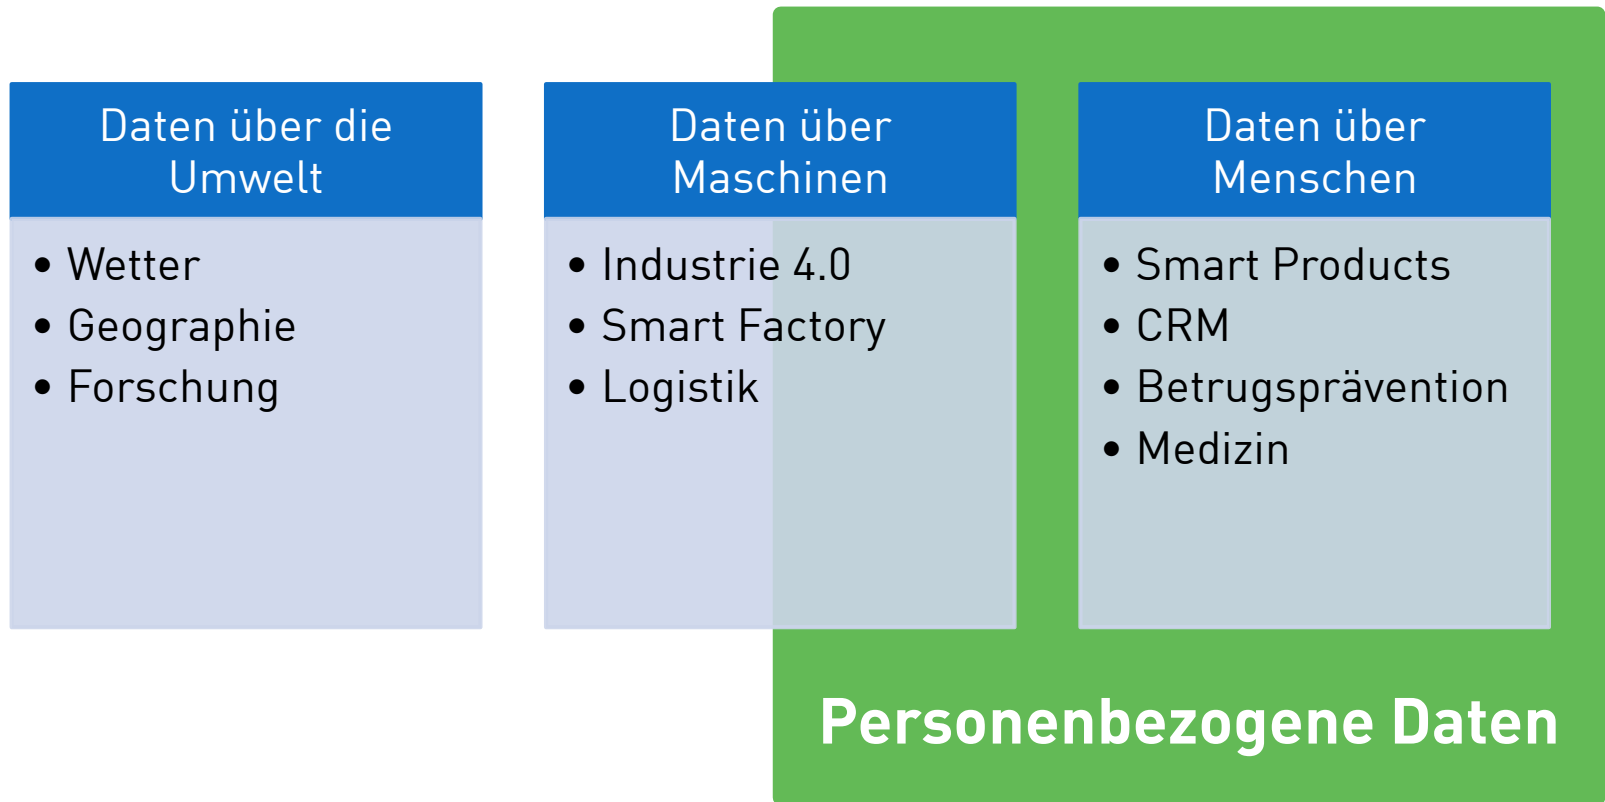 Daten über die
Umwelt
• Wetter
• Geographie
• Forschung
Daten über
Maschinen
• Industrie 4.0
• Smart Factory
• Logistik
Daten über
Menschen
• Smart Products
• CRM
• Betrugsprävention
• Medizin
Personenbezogene Daten